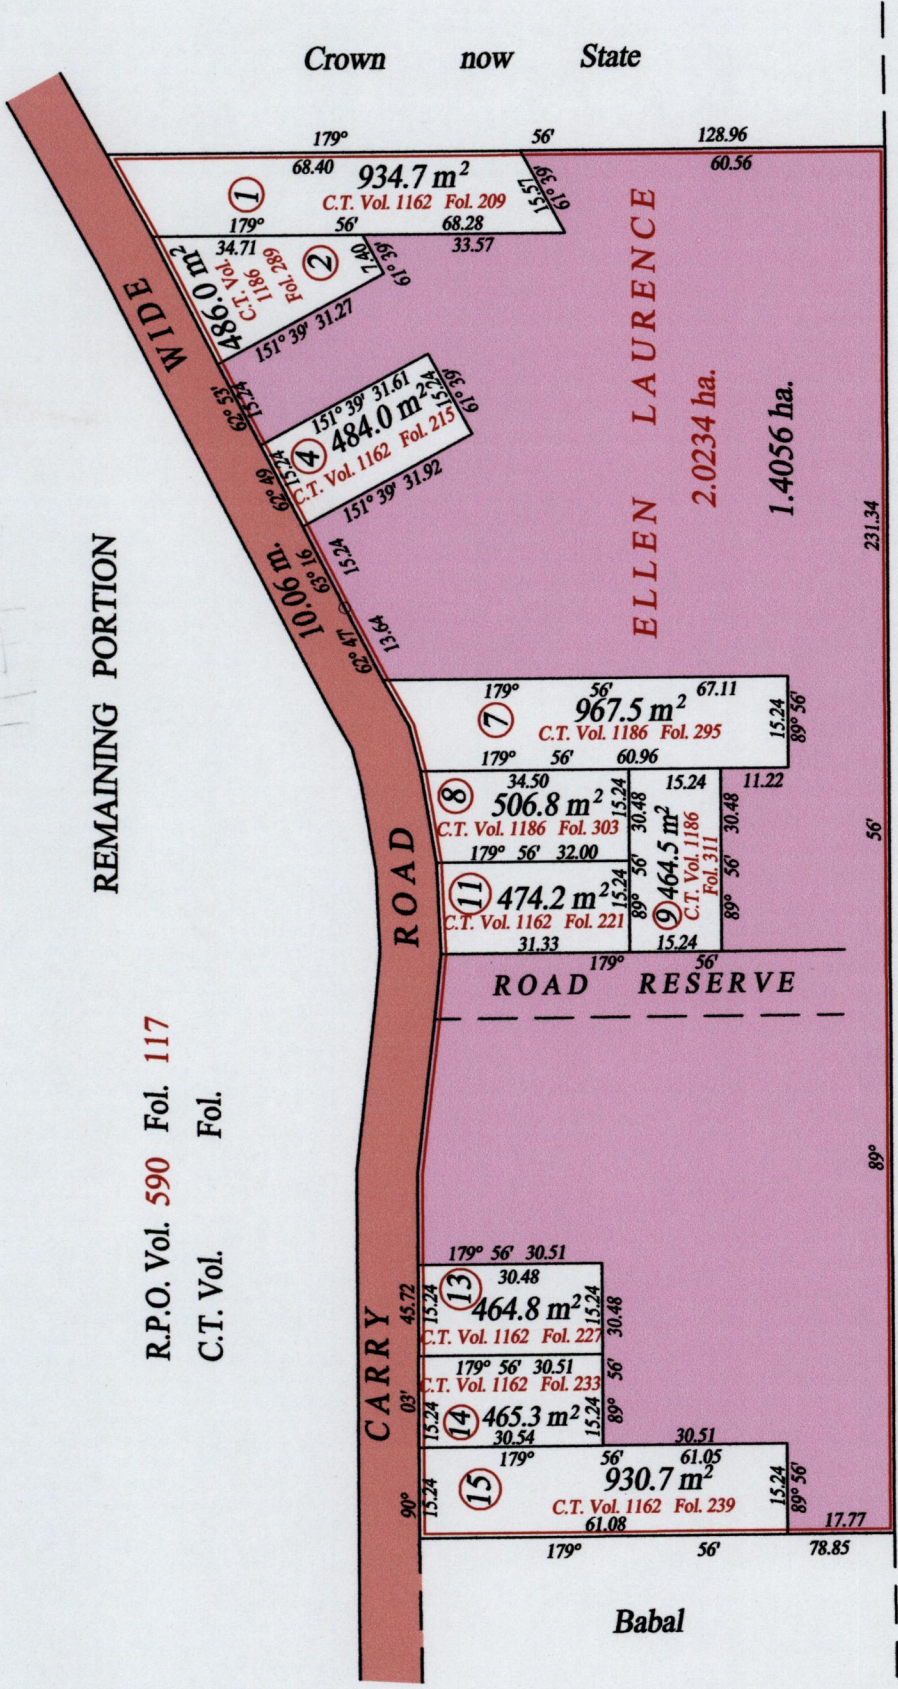 Crown now State
179° 56' 128.96
68.40 60.56
① 934.7 m²
C.T. Vol. 1162 Fol. 209
15.57 61° 39'
179° 56' 68.28
34.71 33.57
② 486.0 m²
C.T. Vol.
1186
Fol. 289
7.40 61° 39'
151° 39' 31.27
62° 53'
15.24
151° 39' 31.61
④ 484.0 m²
C.T. Vol. 1162 Fol. 215
15.24 61° 39'
62° 49
15.24
151° 39' 31.92
63° 16
15.24
62° 47'
13.64
WIDE
10.06 m.
ROAD
CARRY
ELLEN LAURENCE
2.0234 ha.
1.4056 ha.
231.34
56'
89°
REMAINING PORTION
R.P.O. Vol. 590 Fol. 117
C.T. Vol. Fol.
179° 56' 67.11
⑦ 967.5 m²
C.T. Vol. 1186 Fol. 295
15.24
89° 56'
179° 56' 60.96
34.50 15.24 11.22
⑧ 506.8 m²
C.T. Vol. 1186 Fol. 303
15.24
30.48
179° 56' 32.00
⑪ 474.2 m²
C.T. Vol. 1162 Fol. 221
15.24
89° 56'
31.33
⑨ 464.5 m²
C.T. Vol. 1186
Fol. 311
30.48
89° 56'
15.24
179° 56'
ROAD RESERVE
179° 56' 30.51
30.48
⑬ 464.8 m²
C.T. Vol. 1162 Fol. 227
45.72
15.24
15.24
30.48
179° 56' 30.51
C.T. Vol. 1162 Fol. 233
⑭ 465.3 m²
03'
15.24
15.24
89° 56'
30.54 30.51
179° 56' 61.05
⑮ 930.7 m²
C.T. Vol. 1162 Fol. 239
90°
15.24
15.24
89° 56'
61.08 17.77
179° 56' 78.85
Babal